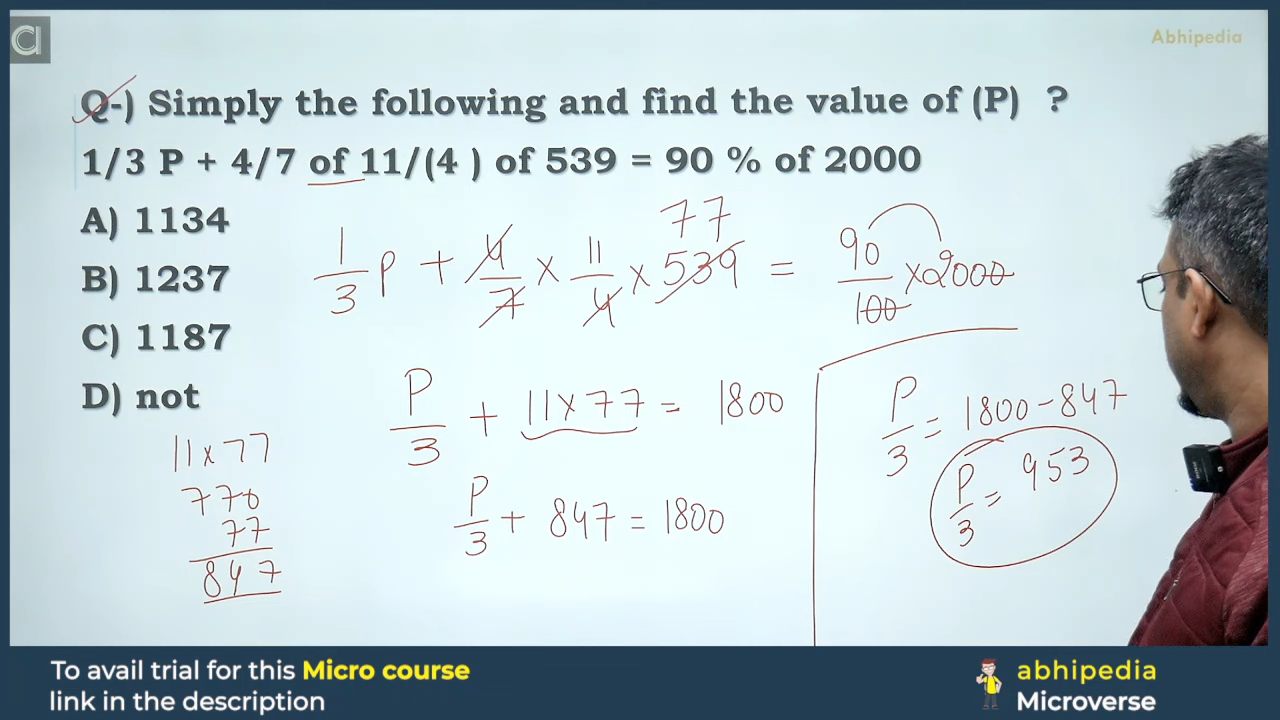 a
Abhipedia
Q-) Simply the following and find the value of (P) ?
1/3 P + 4/7 of 11/(4 ) of 539 = 90 % of 2000
A) 1134
B) 1237
C) 1187
D) not
77
1/3 P + 4/7 × 11/4 × 539 = 90/100 × 2000
P/3 + 11×77 = 1800
P/3 + 847 = 1800
11×77
770
77
847
P/3 = 1800-847
P/3 = 953
To avail trial for this Micro course
link in the description
abhipedia
Microverse